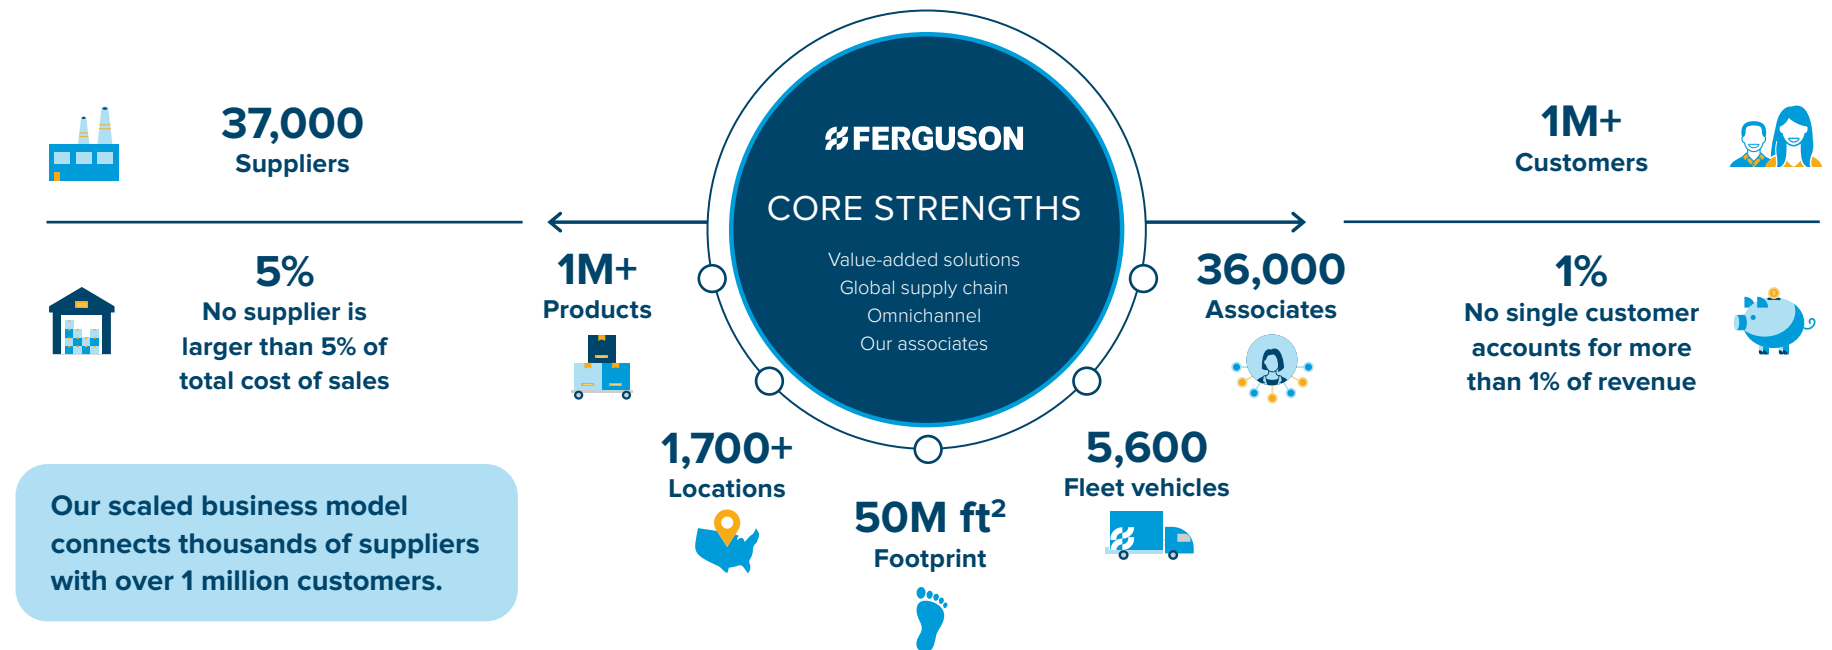 37,000
Suppliers
5%
No supplier is
larger than 5% of
total cost of sales
Our scaled business model
connects thousands of suppliers
with over 1 million customers.
FERGUSON
CORE STRENGTHS
Value-added solutions
Global supply chain
Omnichannel
Our associates
1M+
Products
1,700+
Locations
50M ft²
Footprint
5,600
Fleet vehicles
36,000
Associates
1M+
Customers
1%
No single customer
accounts for more
than 1% of revenue